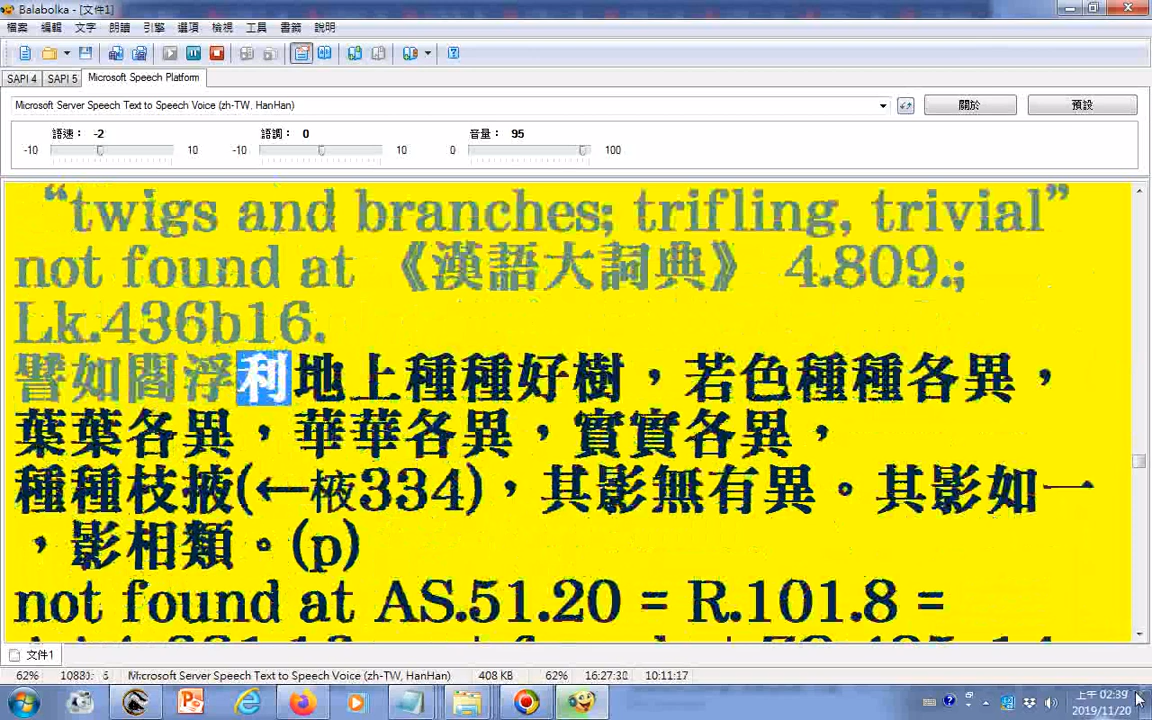 Balabolka - [文件1]
檔案 編輯 文字 朗讀 引擎 選項 檢視 工具 書籤 說明
SAPI 4 SAPI 5 Microsoft Speech Platform
Microsoft Server Speech Text to Speech Voice (zh-TW, HanHan) 關於 預設
語速： -2 語調： 0 音量： 95
-10 10 -10 10 0 100
“twigs and branches; trifling, trivial”
not found at 《漢語大詞典》 4.809.;
Lk.436b16.
譬如閻浮利地上種種好樹，若色種種各異，
葉葉各異，華華各異，實實各異，
種種枝掖(←棭334)，其影無有異。其影如一
，影相類。(p)
not found at AS.51.20 = R.101.8 =
文件1
62% Microsoft Server Speech Text to Speech Voice (zh-TW, HanHan) 408 KB 62% 16:27:38 10:11:17
上午 02:39
2019/11/20